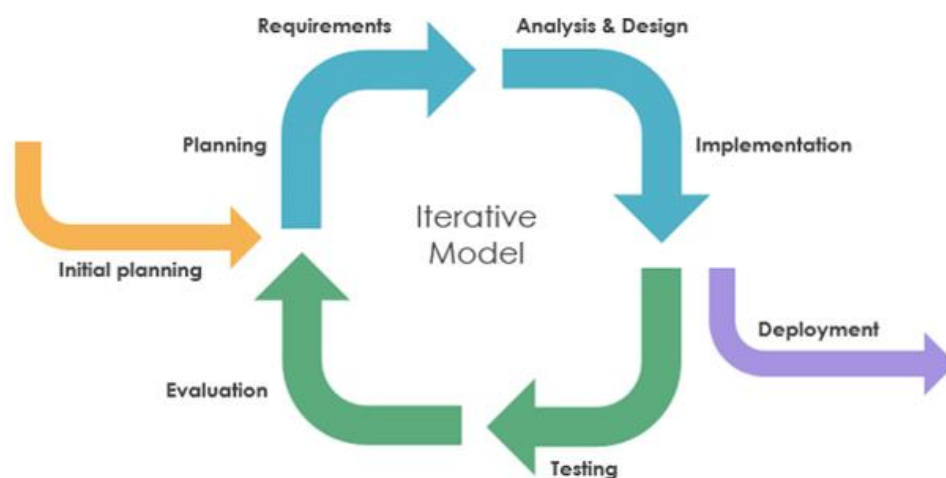 Requirements
Analysis & Design
Planning
Implementation
Iterative
Model
Initial planning
Deployment
Evaluation
Testing